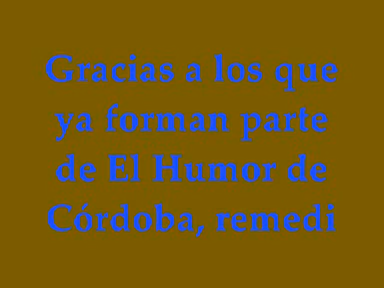 Gracias a los que
ya forman parte
de El Humor de
Córdoba, remedi